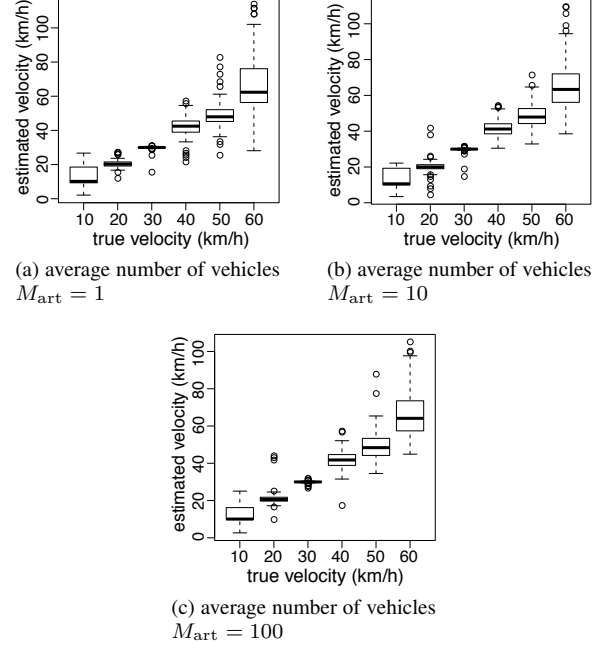 estimated velocity (km/h)
0 20 40 60 80 100
10 20 30 40 50 60
true velocity (km/h)
(a) average number of vehicles
M_art = 1
estimated velocity (km/h)
0 20 40 60 80 100
10 20 30 40 50 60
true velocity (km/h)
(b) average number of vehicles
M_art = 10
estimated velocity (km/h)
0 20 40 60 80 100
10 20 30 40 50 60
true velocity (km/h)
(c) average number of vehicles
M_art = 100